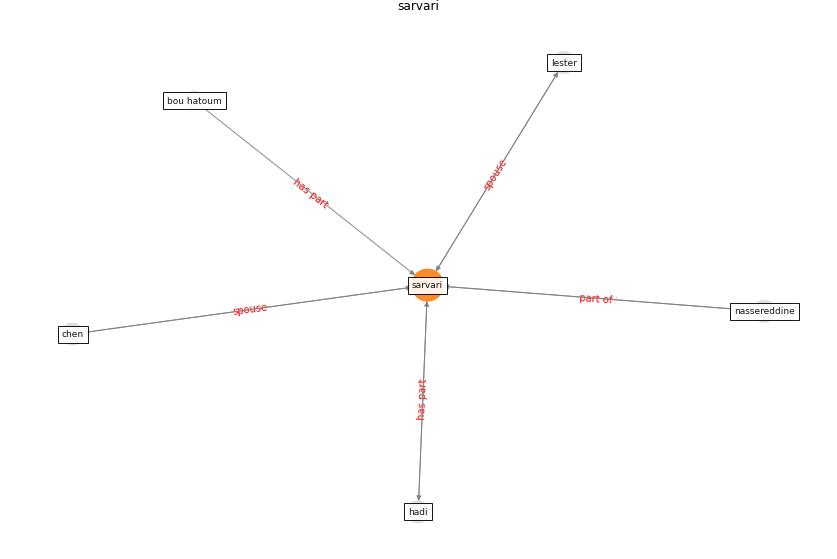 sarvari
lester
bou hatoum
spouse
has part
sarvari
part of
spouse
nassereddine
chen
has part
hadi